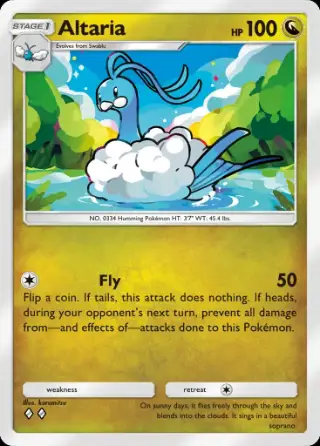 STAGE 1 Altaria HP 100
Evolves from Swablu
NO. 0334 Humming Pokémon HT: 3'7" WT: 45.4 lbs.
Fly 50
Flip a coin. If tails, this attack does nothing. If heads,
during your opponent's next turn, prevent all damage
from—and effects of—attacks done to this Pokémon.
weakness retreat
Illus. kurumitsu
On sunny days, it flies freely through the sky and
blends into the clouds. It sings in a beautiful
soprano.